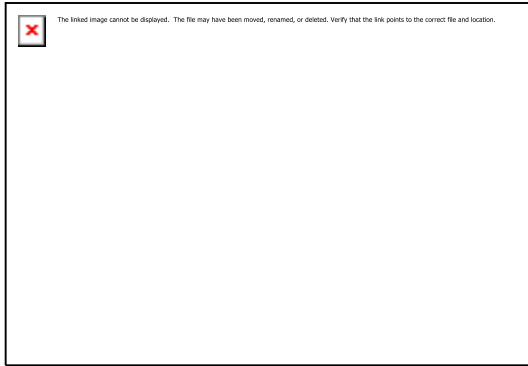 The linked image cannot be displayed.  The file may have been moved, renamed, or deleted. Verify that the link points to the correct file and location.